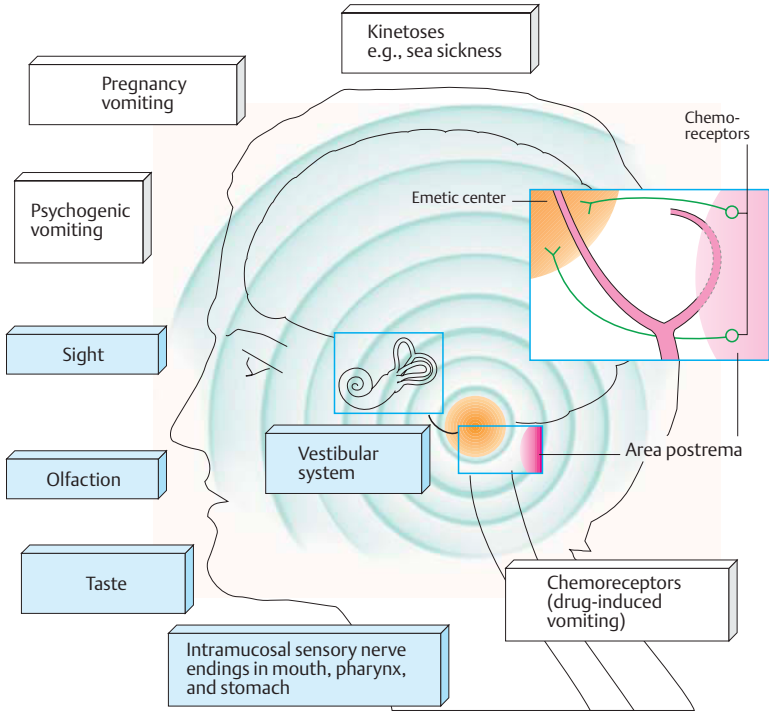 Kinetoses
e.g., sea sickness
Pregnancy
vomiting
Chemo-
receptors
Psychogenic
vomiting
Emetic center
Sight
Vestibular
system
Area postrema
Olfaction
Taste
Chemoreceptors
(drug-induced
vomiting)
Intramucosal sensory nerve
endings in mouth, pharynx,
and stomach